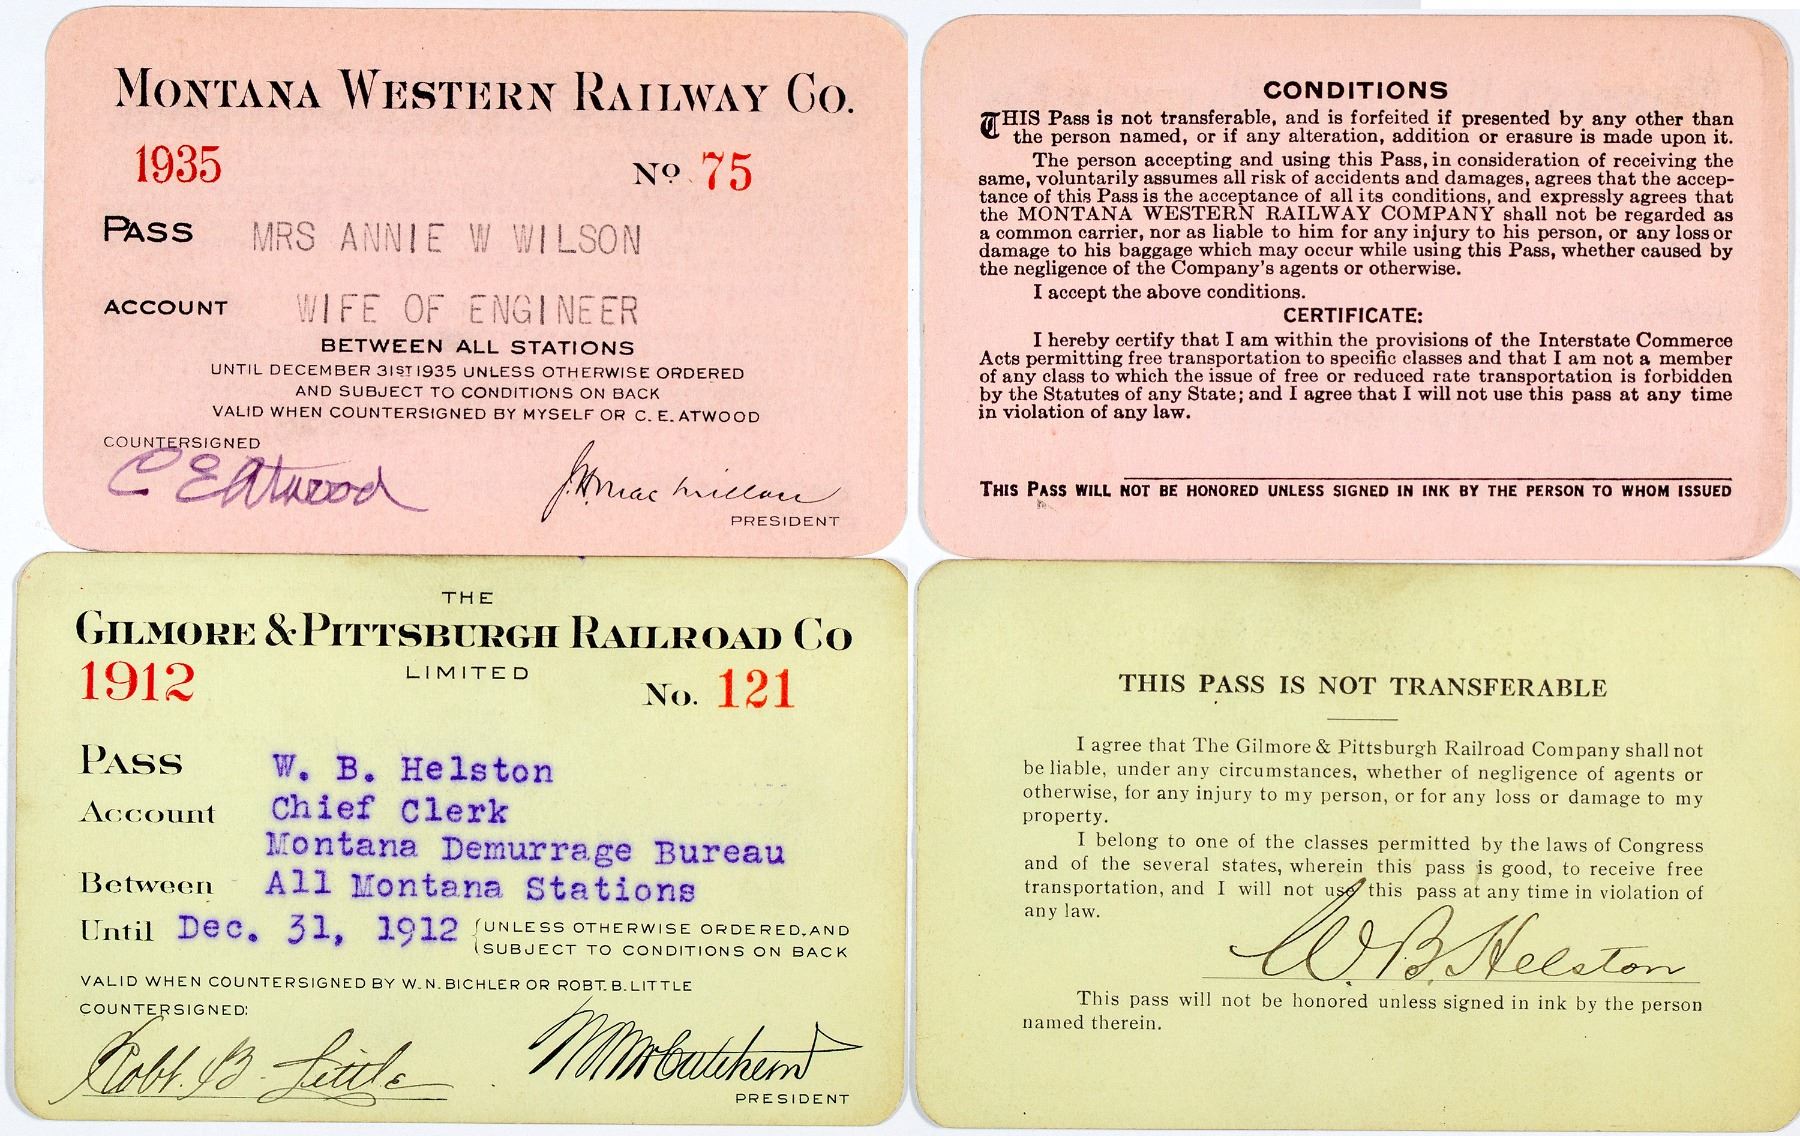 MONTANA WESTERN RAILWAY CO.
1935 No 75
PASS MRS ANNIE W WILSON
ACCOUNT WIFE OF ENGINEER
BETWEEN ALL STATIONS
UNTIL DECEMBER 31ST 1935 UNLESS OTHERWISE ORDERED
AND SUBJECT TO CONDITIONS ON BACK
VALID WHEN COUNTERSIGNED BY MYSELF OR C. E. ATWOOD
COUNTERSIGNED
C E Atwood J. H. MacMillan
PRESIDENT
CONDITIONS
THIS Pass is not transferable, and is forfeited if presented by any other than
the person named, or if any alteration, addition or erasure is made upon it.
The person accepting and using this Pass, in consideration of receiving the
same, voluntarily assumes all risk of accidents and damages, agrees that the accep-
tance of this Pass is the acceptance of all its conditions, and expressly agrees that
the MONTANA WESTERN RAILWAY COMPANY shall not be regarded as
a common carrier, nor as liable to him for any injury to his person, or any loss or
damage to his baggage which may occur while using this Pass, whether caused by
the negligence of the Company's agents or otherwise.
I accept the above conditions.
CERTIFICATE:
I hereby certify that I am within the provisions of the Interstate Commerce
Acts permitting free transportation to specific classes and that I am not a member
of any class to which the issue of free or reduced rate transportation is forbidden
by the Statutes of any State; and I agree that I will not use this pass at any time
in violation of any law.
THIS PASS WILL NOT BE HONORED UNLESS SIGNED IN INK BY THE PERSON TO WHOM ISSUED
THE
GILMORE & PITTSBURGH RAILROAD CO
LIMITED
1912 No. 121
PASS W. B. Helston
Account Chief Clerk
Montana Demurrage Bureau
Between All Montana Stations
Until Dec. 31, 1912 {UNLESS OTHERWISE ORDERED, AND
SUBJECT TO CONDITIONS ON BACK
VALID WHEN COUNTERSIGNED BY W. N. BICHLER OR ROBT. B. LITTLE
COUNTERSIGNED:
Robt. B. Little
PRESIDENT
THIS PASS IS NOT TRANSFERABLE
I agree that The Gilmore & Pittsburgh Railroad Company shall not
be liable, under any circumstances, whether of negligence of agents or
otherwise, for any injury to my person, or for any loss or damage to my
property.
I belong to one of the classes permitted by the laws of Congress
and of the several states, wherein this pass is good, to receive free
transportation, and I will not use this pass at any time in violation of
any law.
W. B. Helston
This pass will not be honored unless signed in ink by the person
named therein.